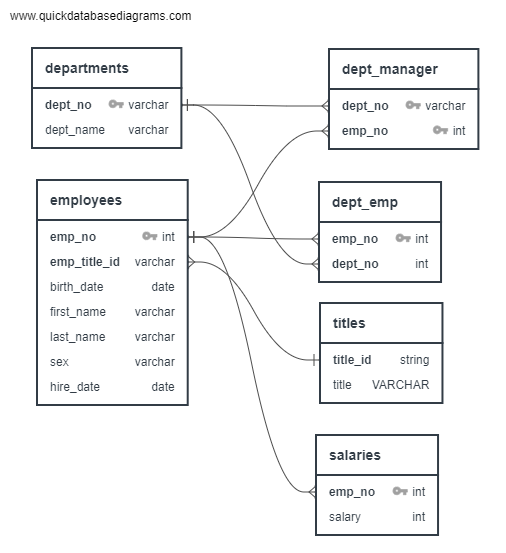 www.quickdatabasediagrams.com
departments
dept_no varchar
dept_name varchar
dept_manager
dept_no varchar
emp_no int
employees
emp_no int
emp_title_id varchar
birth_date date
first_name varchar
last_name varchar
sex varchar
hire_date date
dept_emp
emp_no int
dept_no int
titles
title_id string
title VARCHAR
salaries
emp_no int
salary int